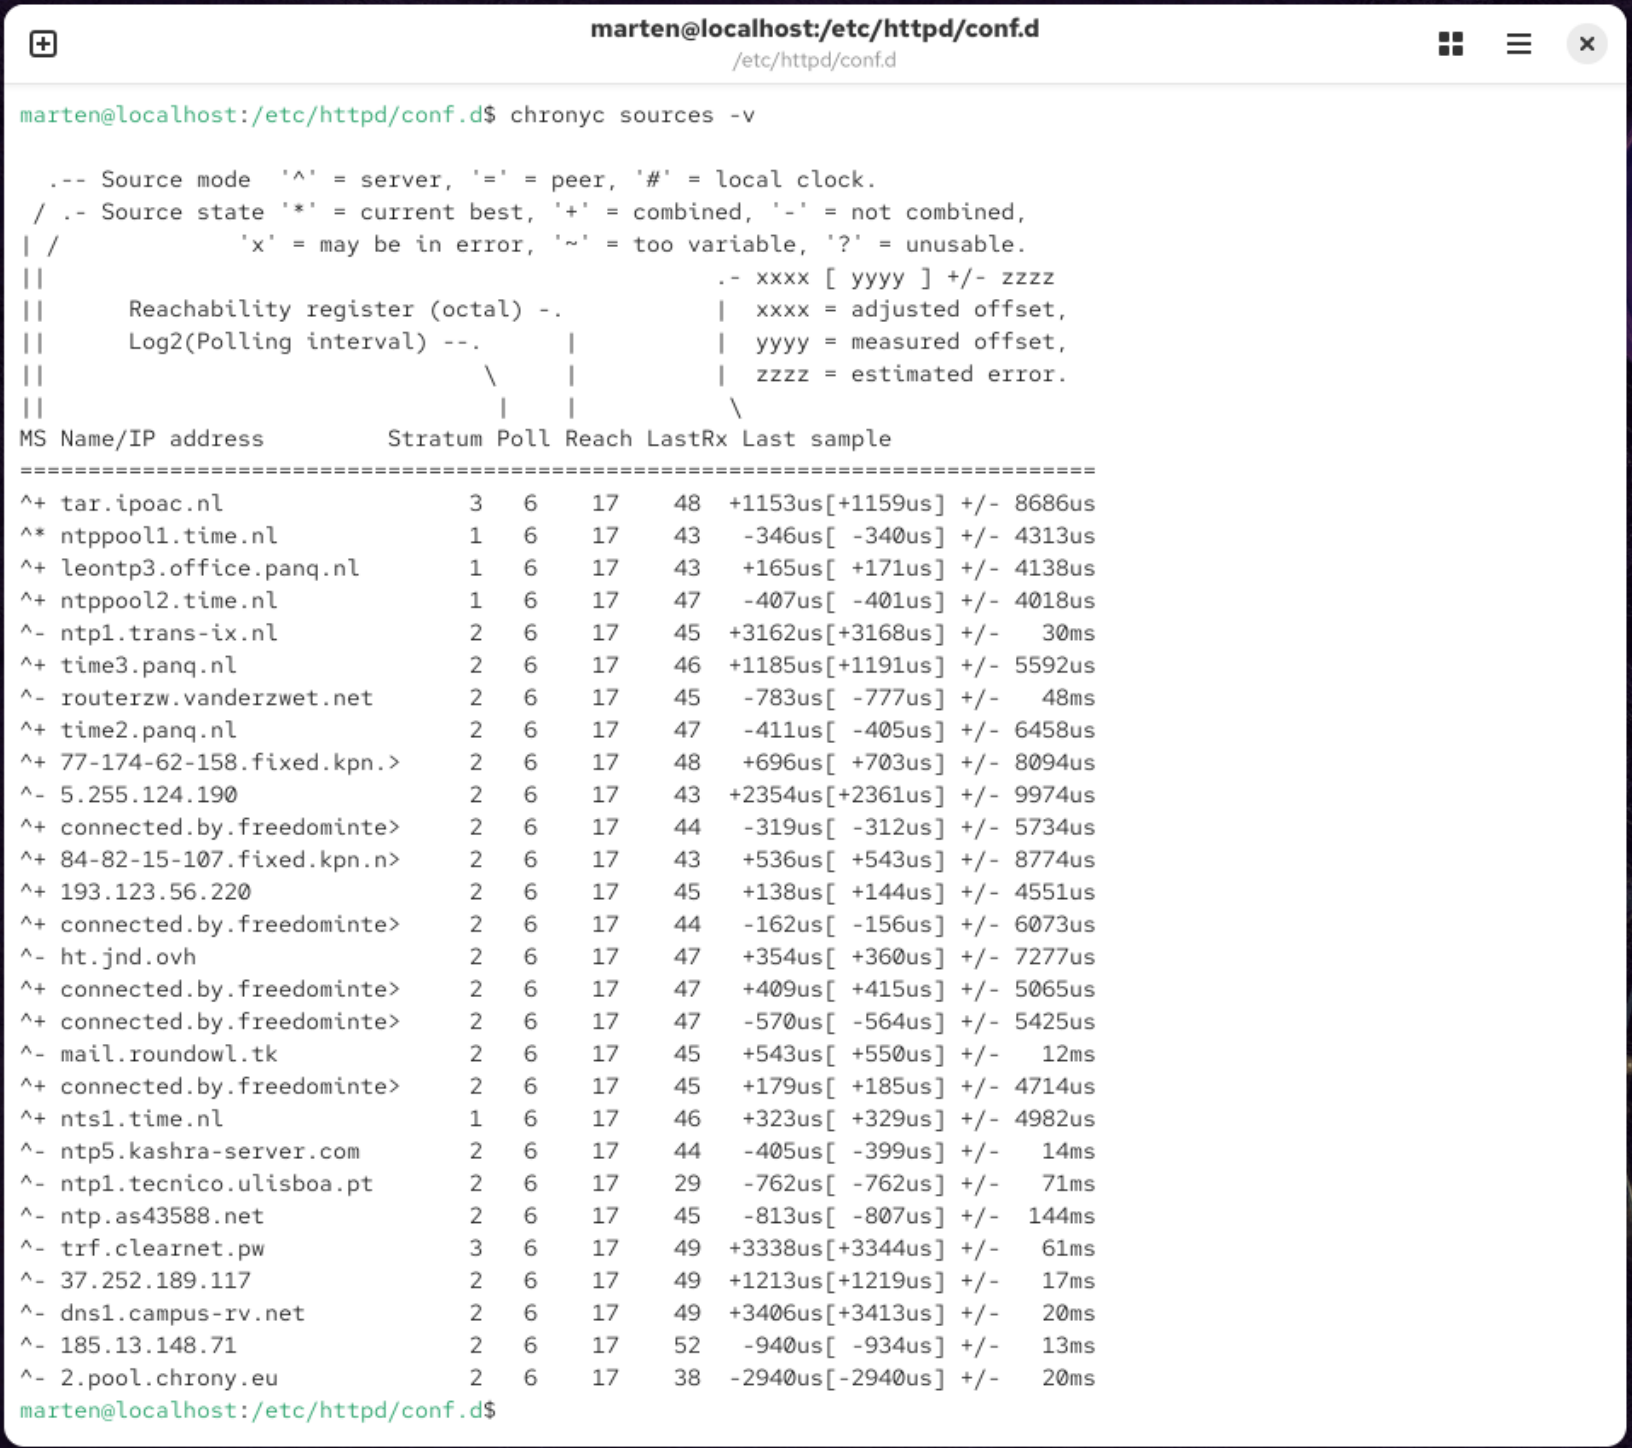 marten@localhost:/etc/httpd/conf.d
/etc/httpd/conf.d
marten@localhost:/etc/httpd/conf.d$ chronyc sources -v
  .-- Source mode  '^' = server, '=' = peer, '#' = local clock.
 / .- Source state '*' = current best, '+' = combined, '-' = not combined,
| /             'x' = may be in error, '~' = too variable, '?' = unusable.
||                                                  .- xxxx [ yyyy ] +/- zzzz
||      Reachability register (octal) -.            |  xxxx = adjusted offset,
||      Log2(Polling interval) --.      |           |  yyyy = measured offset,
||                                 \     |          |  zzzz = estimated error.
||                                  |    |           \
MS Name/IP address         Stratum Poll Reach LastRx Last sample
===============================================================================
^+ tar.ipoac.nl                  3   6    17    48  +1153us[+1159us] +/- 8686us
^* ntppool1.time.nl              1   6    17    43   -346us[ -340us] +/- 4313us
^+ leontp3.office.panq.nl        1   6    17    43   +165us[ +171us] +/- 4138us
^+ ntppool2.time.nl              1   6    17    47   -407us[ -401us] +/- 4018us
^- ntp1.trans-ix.nl              2   6    17    45  +3162us[+3168us] +/-   30ms
^+ time3.panq.nl                 2   6    17    46  +1185us[+1191us] +/- 5592us
^- routerzw.vanderzwet.net       2   6    17    45   -783us[ -777us] +/-   48ms
^+ time2.panq.nl                 2   6    17    47   -411us[ -405us] +/- 6458us
^+ 77-174-62-158.fixed.kpn.>     2   6    17    48   +696us[ +703us] +/- 8094us
^- 5.255.124.190                 2   6    17    43  +2354us[+2361us] +/- 9974us
^+ connected.by.freedominte>     2   6    17    44   -319us[ -312us] +/- 5734us
^+ 84-82-15-107.fixed.kpn.n>     2   6    17    43   +536us[ +543us] +/- 8774us
^+ 193.123.56.220                2   6    17    45   +138us[ +144us] +/- 4551us
^+ connected.by.freedominte>     2   6    17    44   -162us[ -156us] +/- 6073us
^- ht.jnd.ovh                    2   6    17    47   +354us[ +360us] +/- 7277us
^+ connected.by.freedominte>     2   6    17    47   +409us[ +415us] +/- 5065us
^+ connected.by.freedominte>     2   6    17    47   -570us[ -564us] +/- 5425us
^- mail.roundowl.tk              2   6    17    45   +543us[ +550us] +/-   12ms
^+ connected.by.freedominte>     2   6    17    45   +179us[ +185us] +/- 4714us
^+ nts1.time.nl                  1   6    17    46   +323us[ +329us] +/- 4982us
^- ntp5.kashra-server.com        2   6    17    44   -405us[ -399us] +/-   14ms
^- ntp1.tecnico.ulisboa.pt       2   6    17    29   -762us[ -762us] +/-   71ms
^- ntp.as43588.net               2   6    17    45   -813us[ -807us] +/-  144ms
^- trf.clearnet.pw               3   6    17    49  +3338us[+3344us] +/-   61ms
^- 37.252.189.117                2   6    17    49  +1213us[+1219us] +/-   17ms
^- dns1.campus-rv.net            2   6    17    49  +3406us[+3413us] +/-   20ms
^- 185.13.148.71                 2   6    17    52   -940us[ -934us] +/-   13ms
^- 2.pool.chrony.eu              2   6    17    38  -2940us[-2940us] +/-   20ms
marten@localhost:/etc/httpd/conf.d$